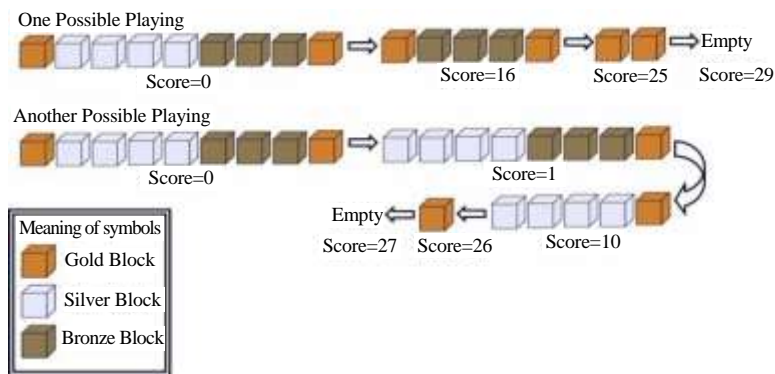 One Possible Playing
Empty
Score=0
Score=16
Score=25
Score=29
Another Possible Playing
Score=0
Score=1
Empty
Score=27
Score=26
Score=10
Meaning of symbols
Gold Block
Silver Block
Bronze Block